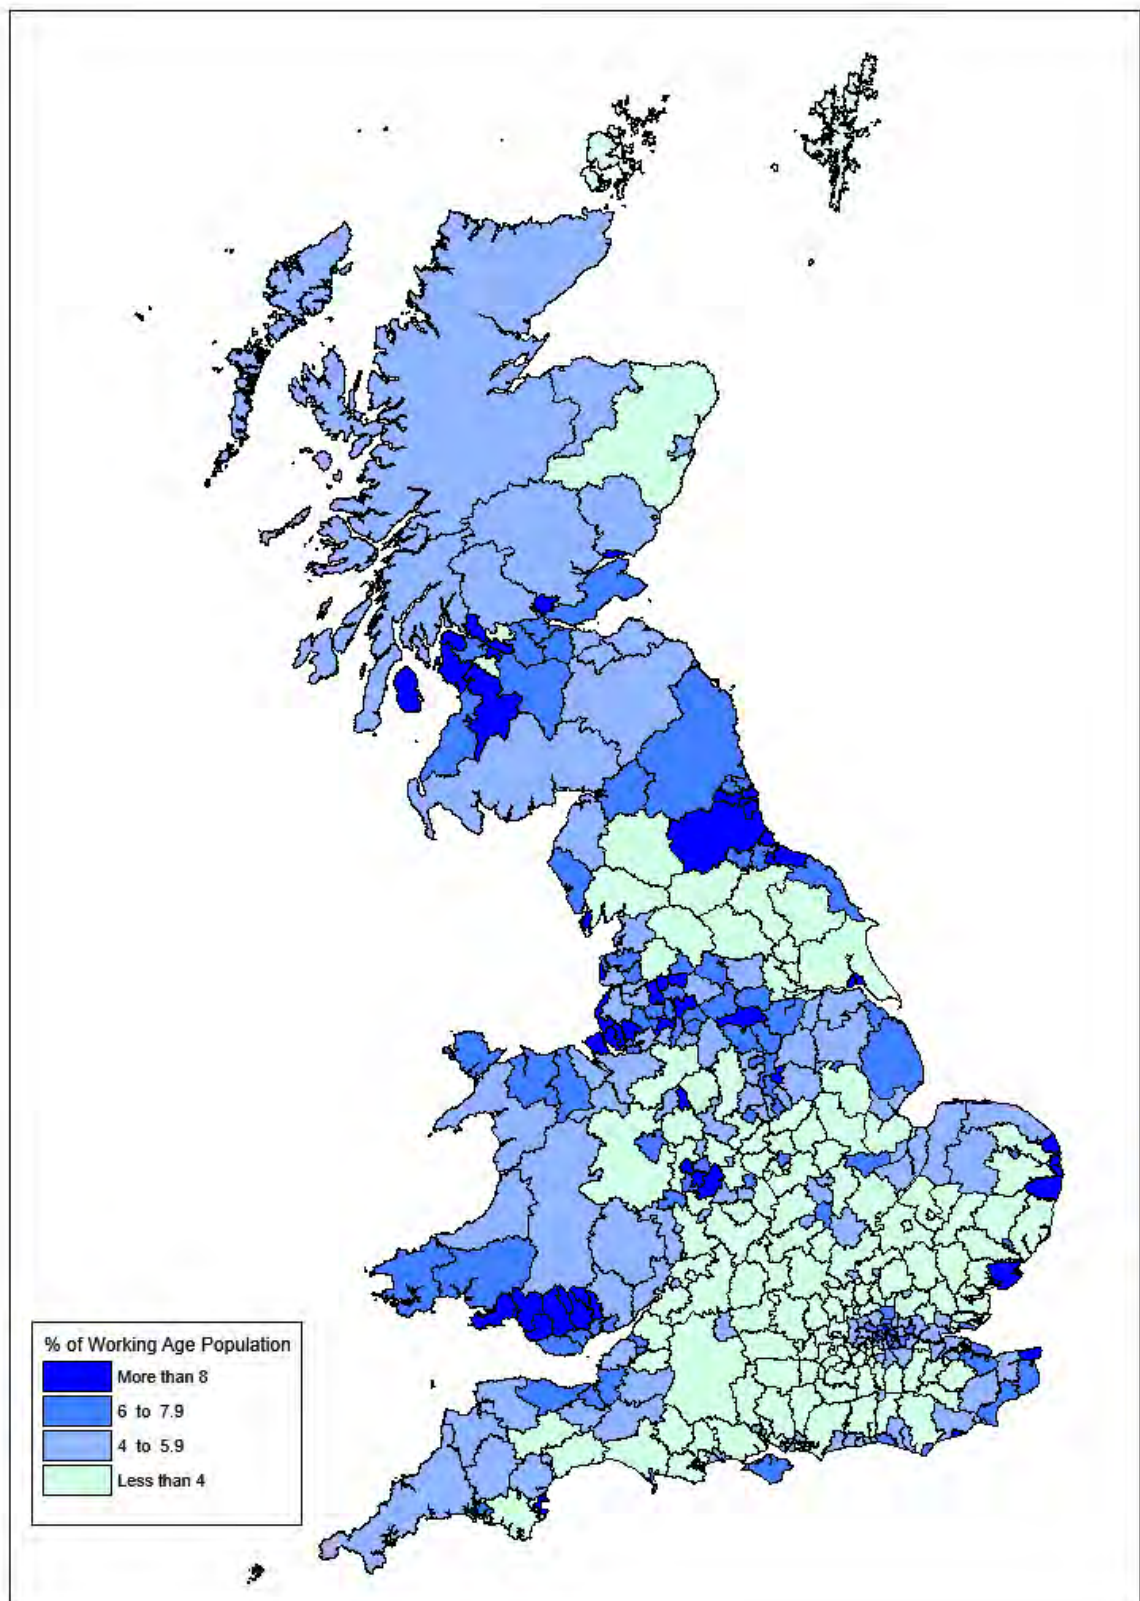 % of Working Age Population
More than 8
6 to 7.9
4 to 5.9
Less than 4